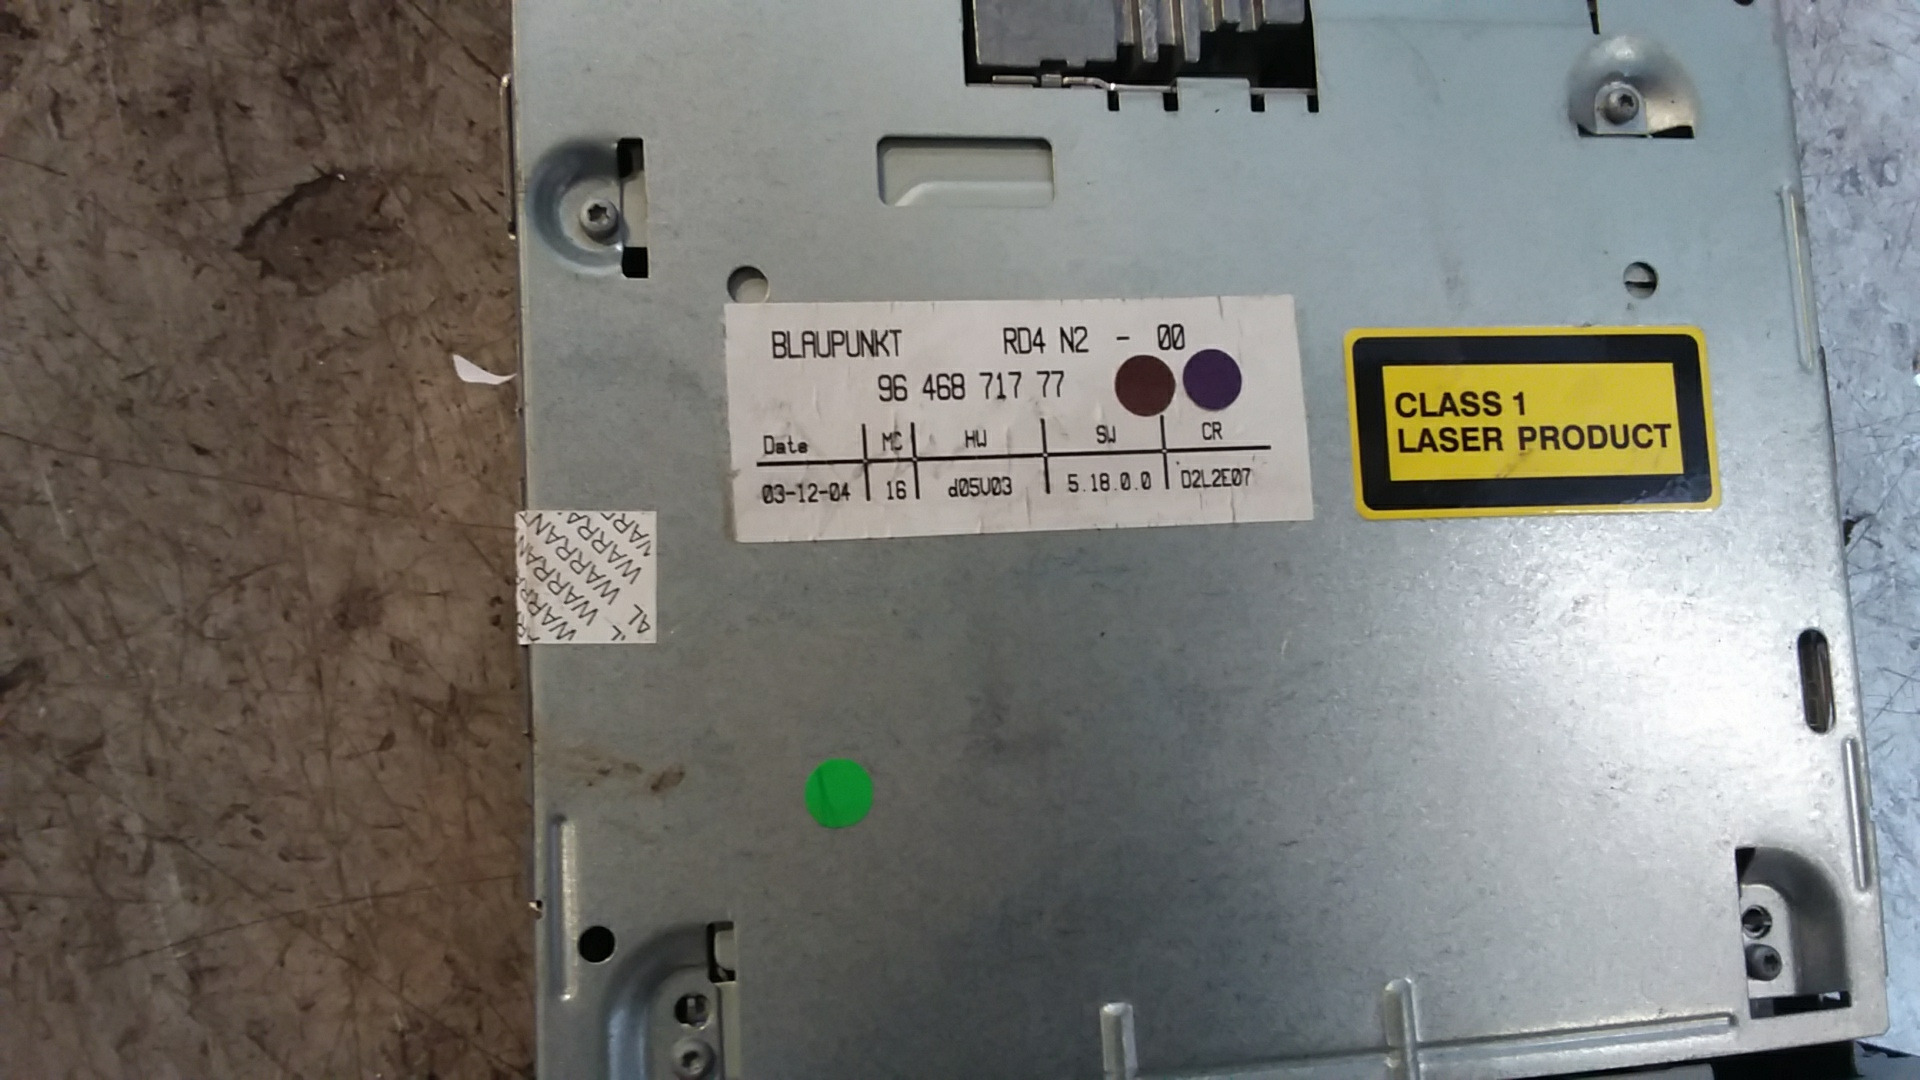 BLAUPUNKT RD4 N2 - 00
96 468 717 77
Date MC HW SW CR
03-12-04 16 d05V03 5.18.0.0 D2L2E07
CLASS 1
LASER PRODUCT
WARRAN
WARRAN
WARRAN